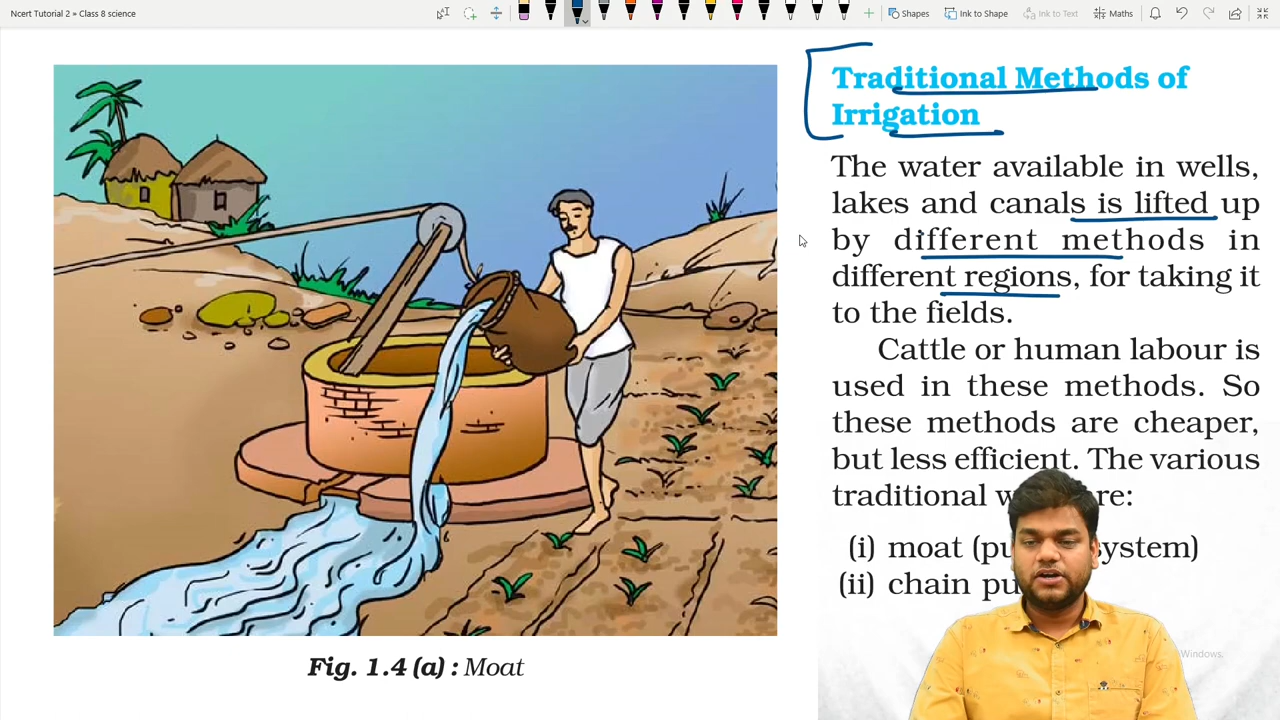 Ncert Tutorial 2 » Class 8 science
Shapes
Ink to Shape
Ink to Text
Maths
Traditional Methods of
Irrigation
The water available in wells,
lakes and canals is lifted up
by different methods in
different regions, for taking it
to the fields.
Cattle or human labour is
used in these methods. So
these methods are cheaper,
but less efficient. The various
traditional are:
(i) moat system)
(ii) chain
Fig. 1.4 (a) : Moat
Windows.